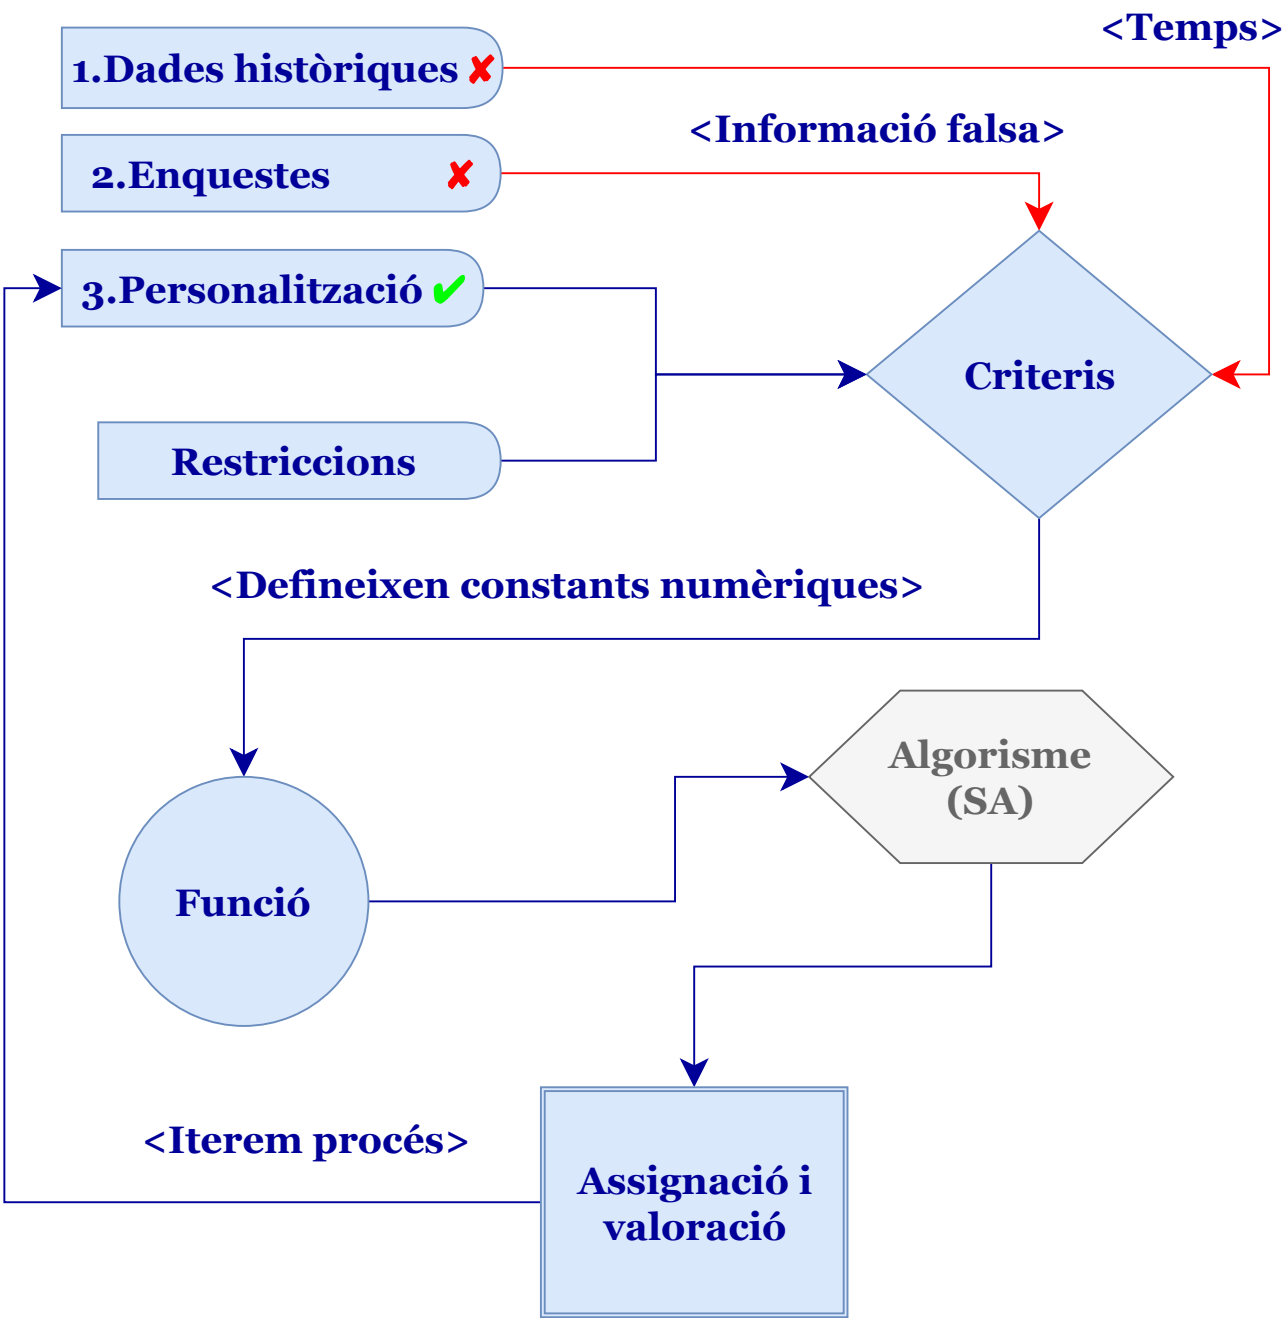 <Temps>
1.Dades històriques ✘
<Informació falsa>
2.Enquestes ✘
3.Personalització ✔
Criteris
Restriccions
<Defineixen constants numèriques>
Algorisme
(SA)
Funció
<Iterem procés>
Assignació i
valoració